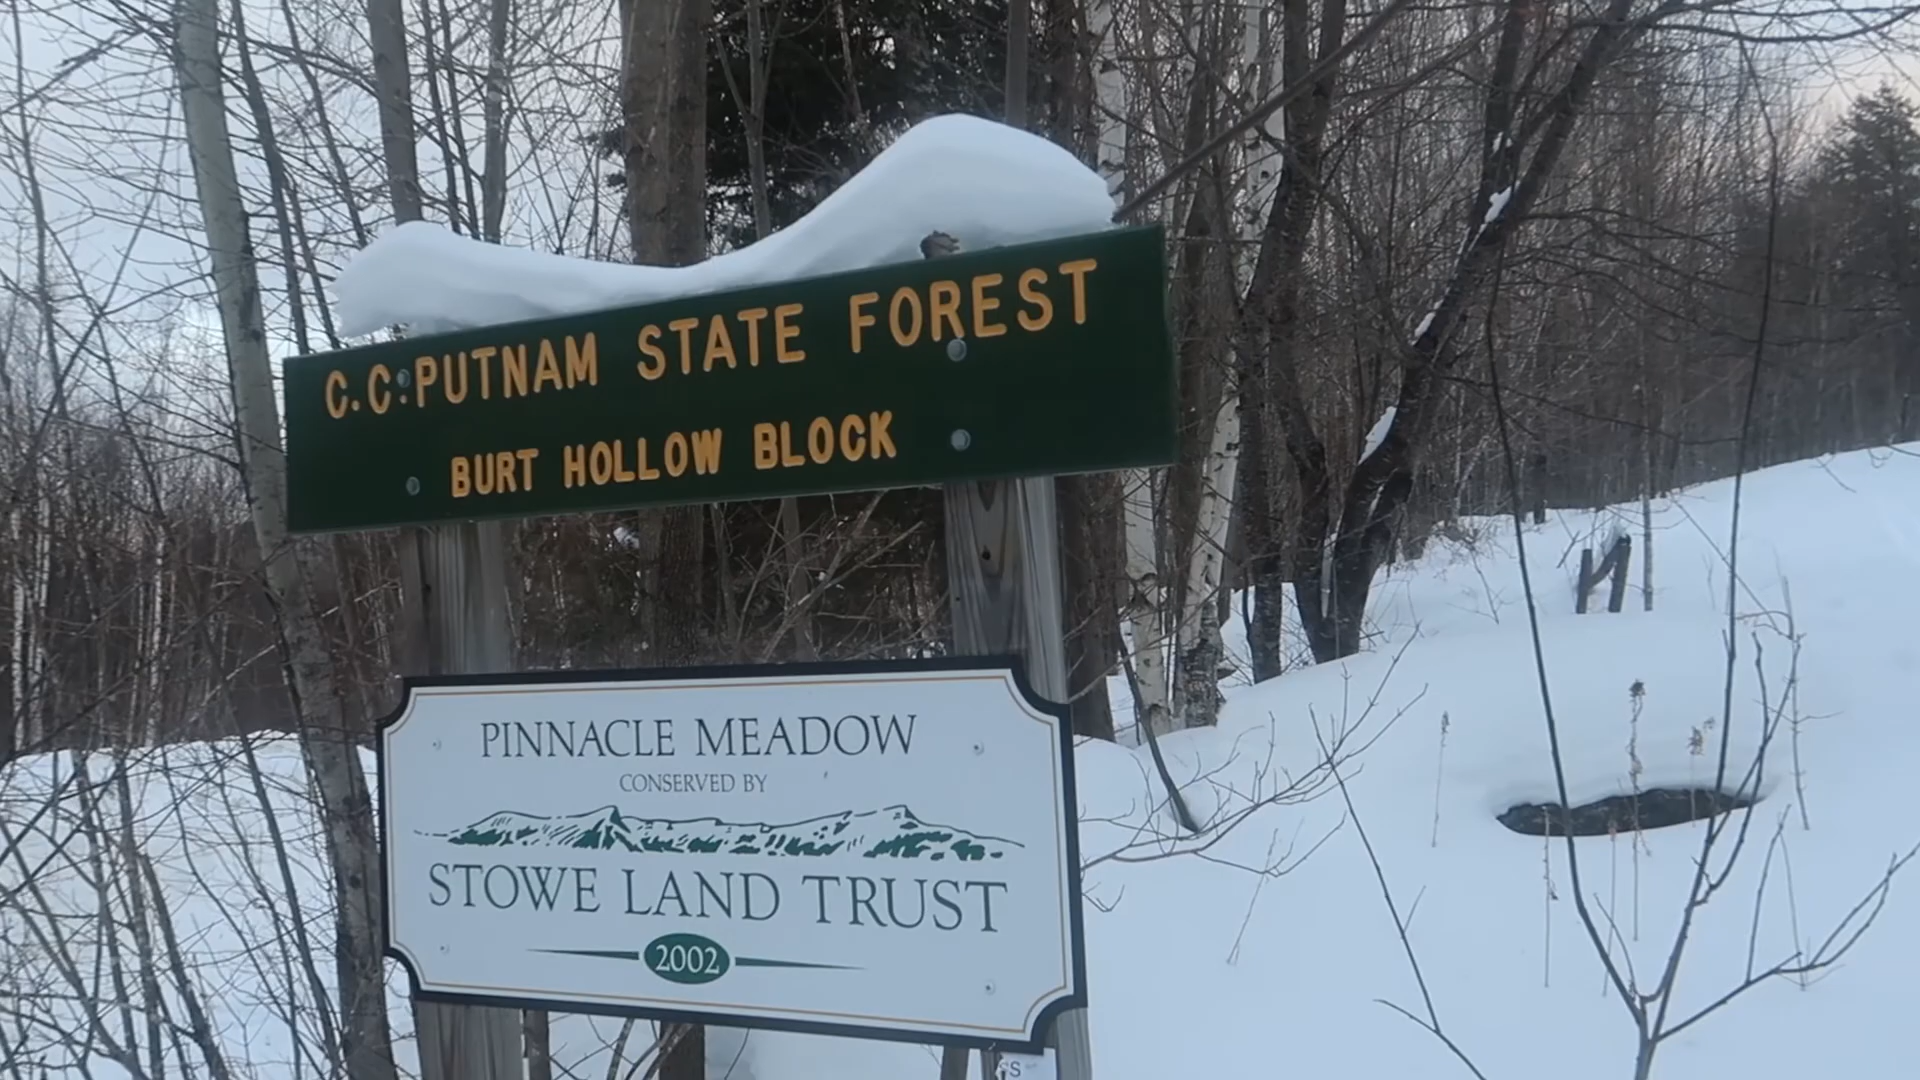 C.C. PUTNAM STATE FOREST
BURT HOLLOW BLOCK
PINNACLE MEADOW
CONSERVED BY
STOWE LAND TRUST
2002